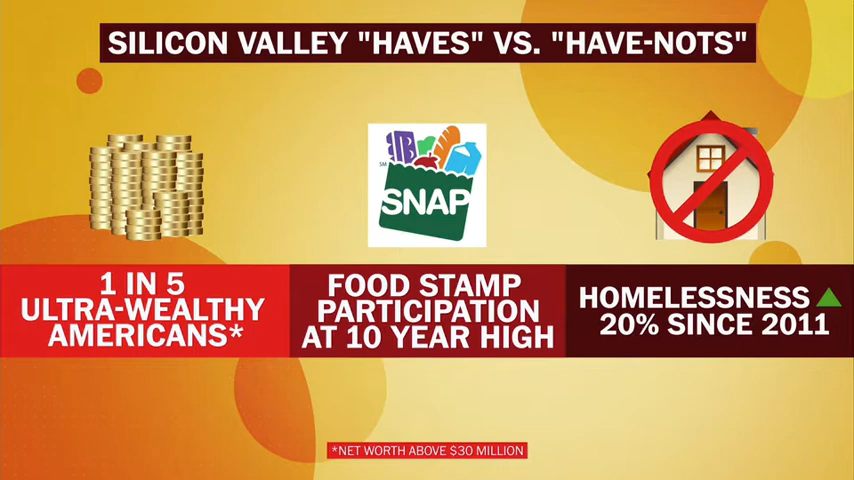 SILICON VALLEY "HAVES" VS. "HAVE-NOTS"
SM
SNAP
1 IN 5
ULTRA-WEALTHY
AMERICANS*
FOOD STAMP
PARTICIPATION
AT 10 YEAR HIGH
HOMELESSNESS
20% SINCE 2011
*NET WORTH ABOVE $30 MILLION